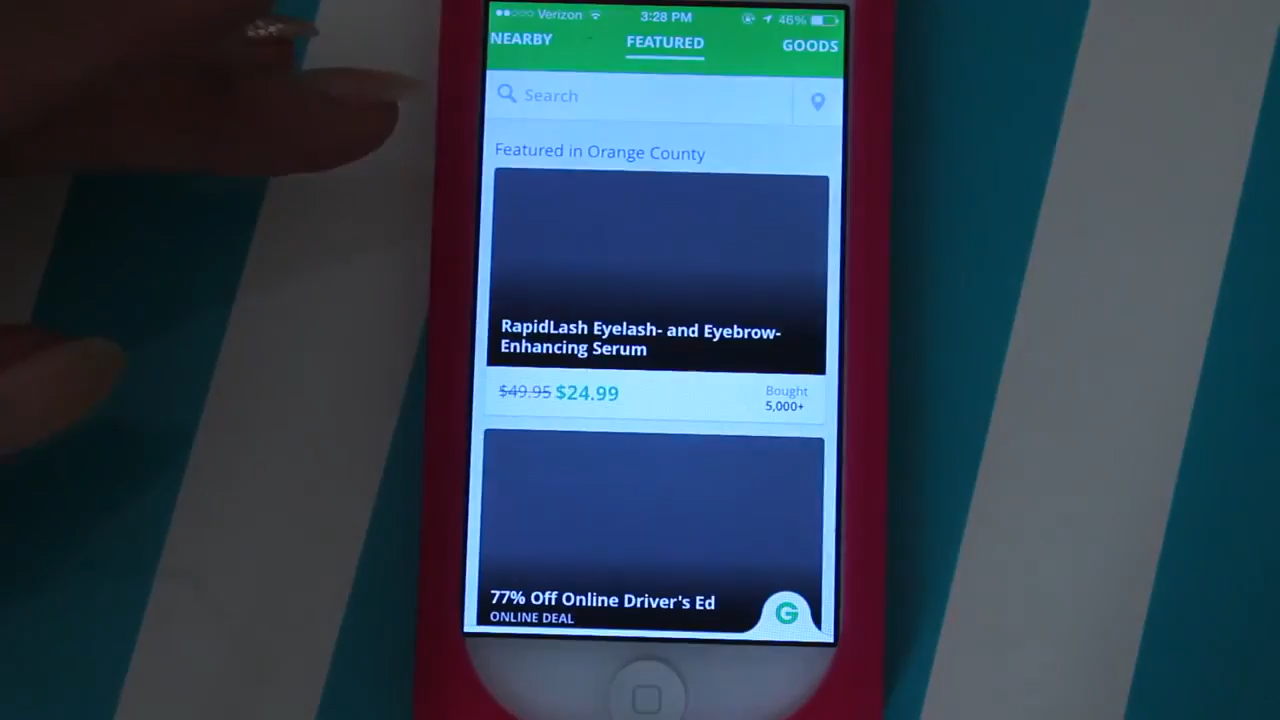 Verizon 3:28 PM 46%
NEARBY FEATURED GOODS
Search
Featured in Orange County
RapidLash Eyelash- and Eyebrow-
Enhancing Serum
$49.95 $24.99
Bought
5,000+
77% Off Online Driver's Ed
ONLINE DEAL
G